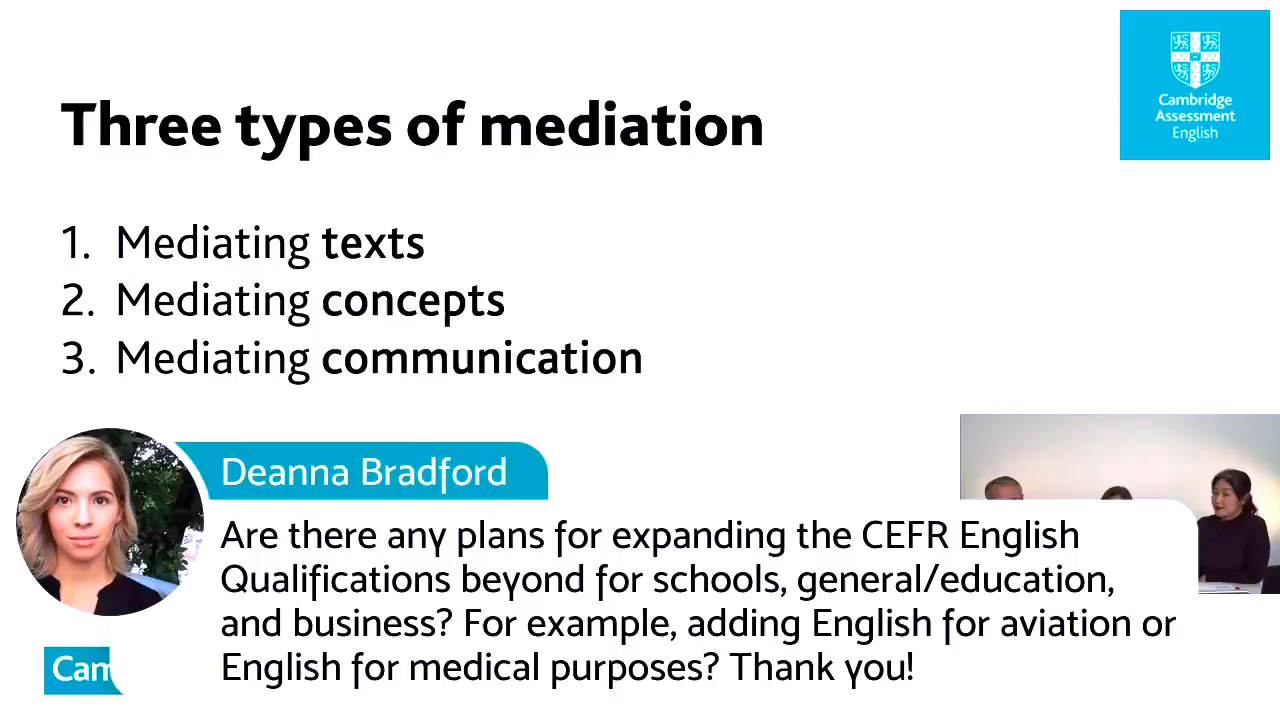 Three types of mediation
Cambridge
Assessment
English
1. Mediating texts
2. Mediating concepts
3. Mediating communication
Deanna Bradford
Are there any plans for expanding the CEFR English
Qualifications beyond for schools, general/education,
and business? For example, adding English for aviation or
English for medical purposes? Thank you!
Cam